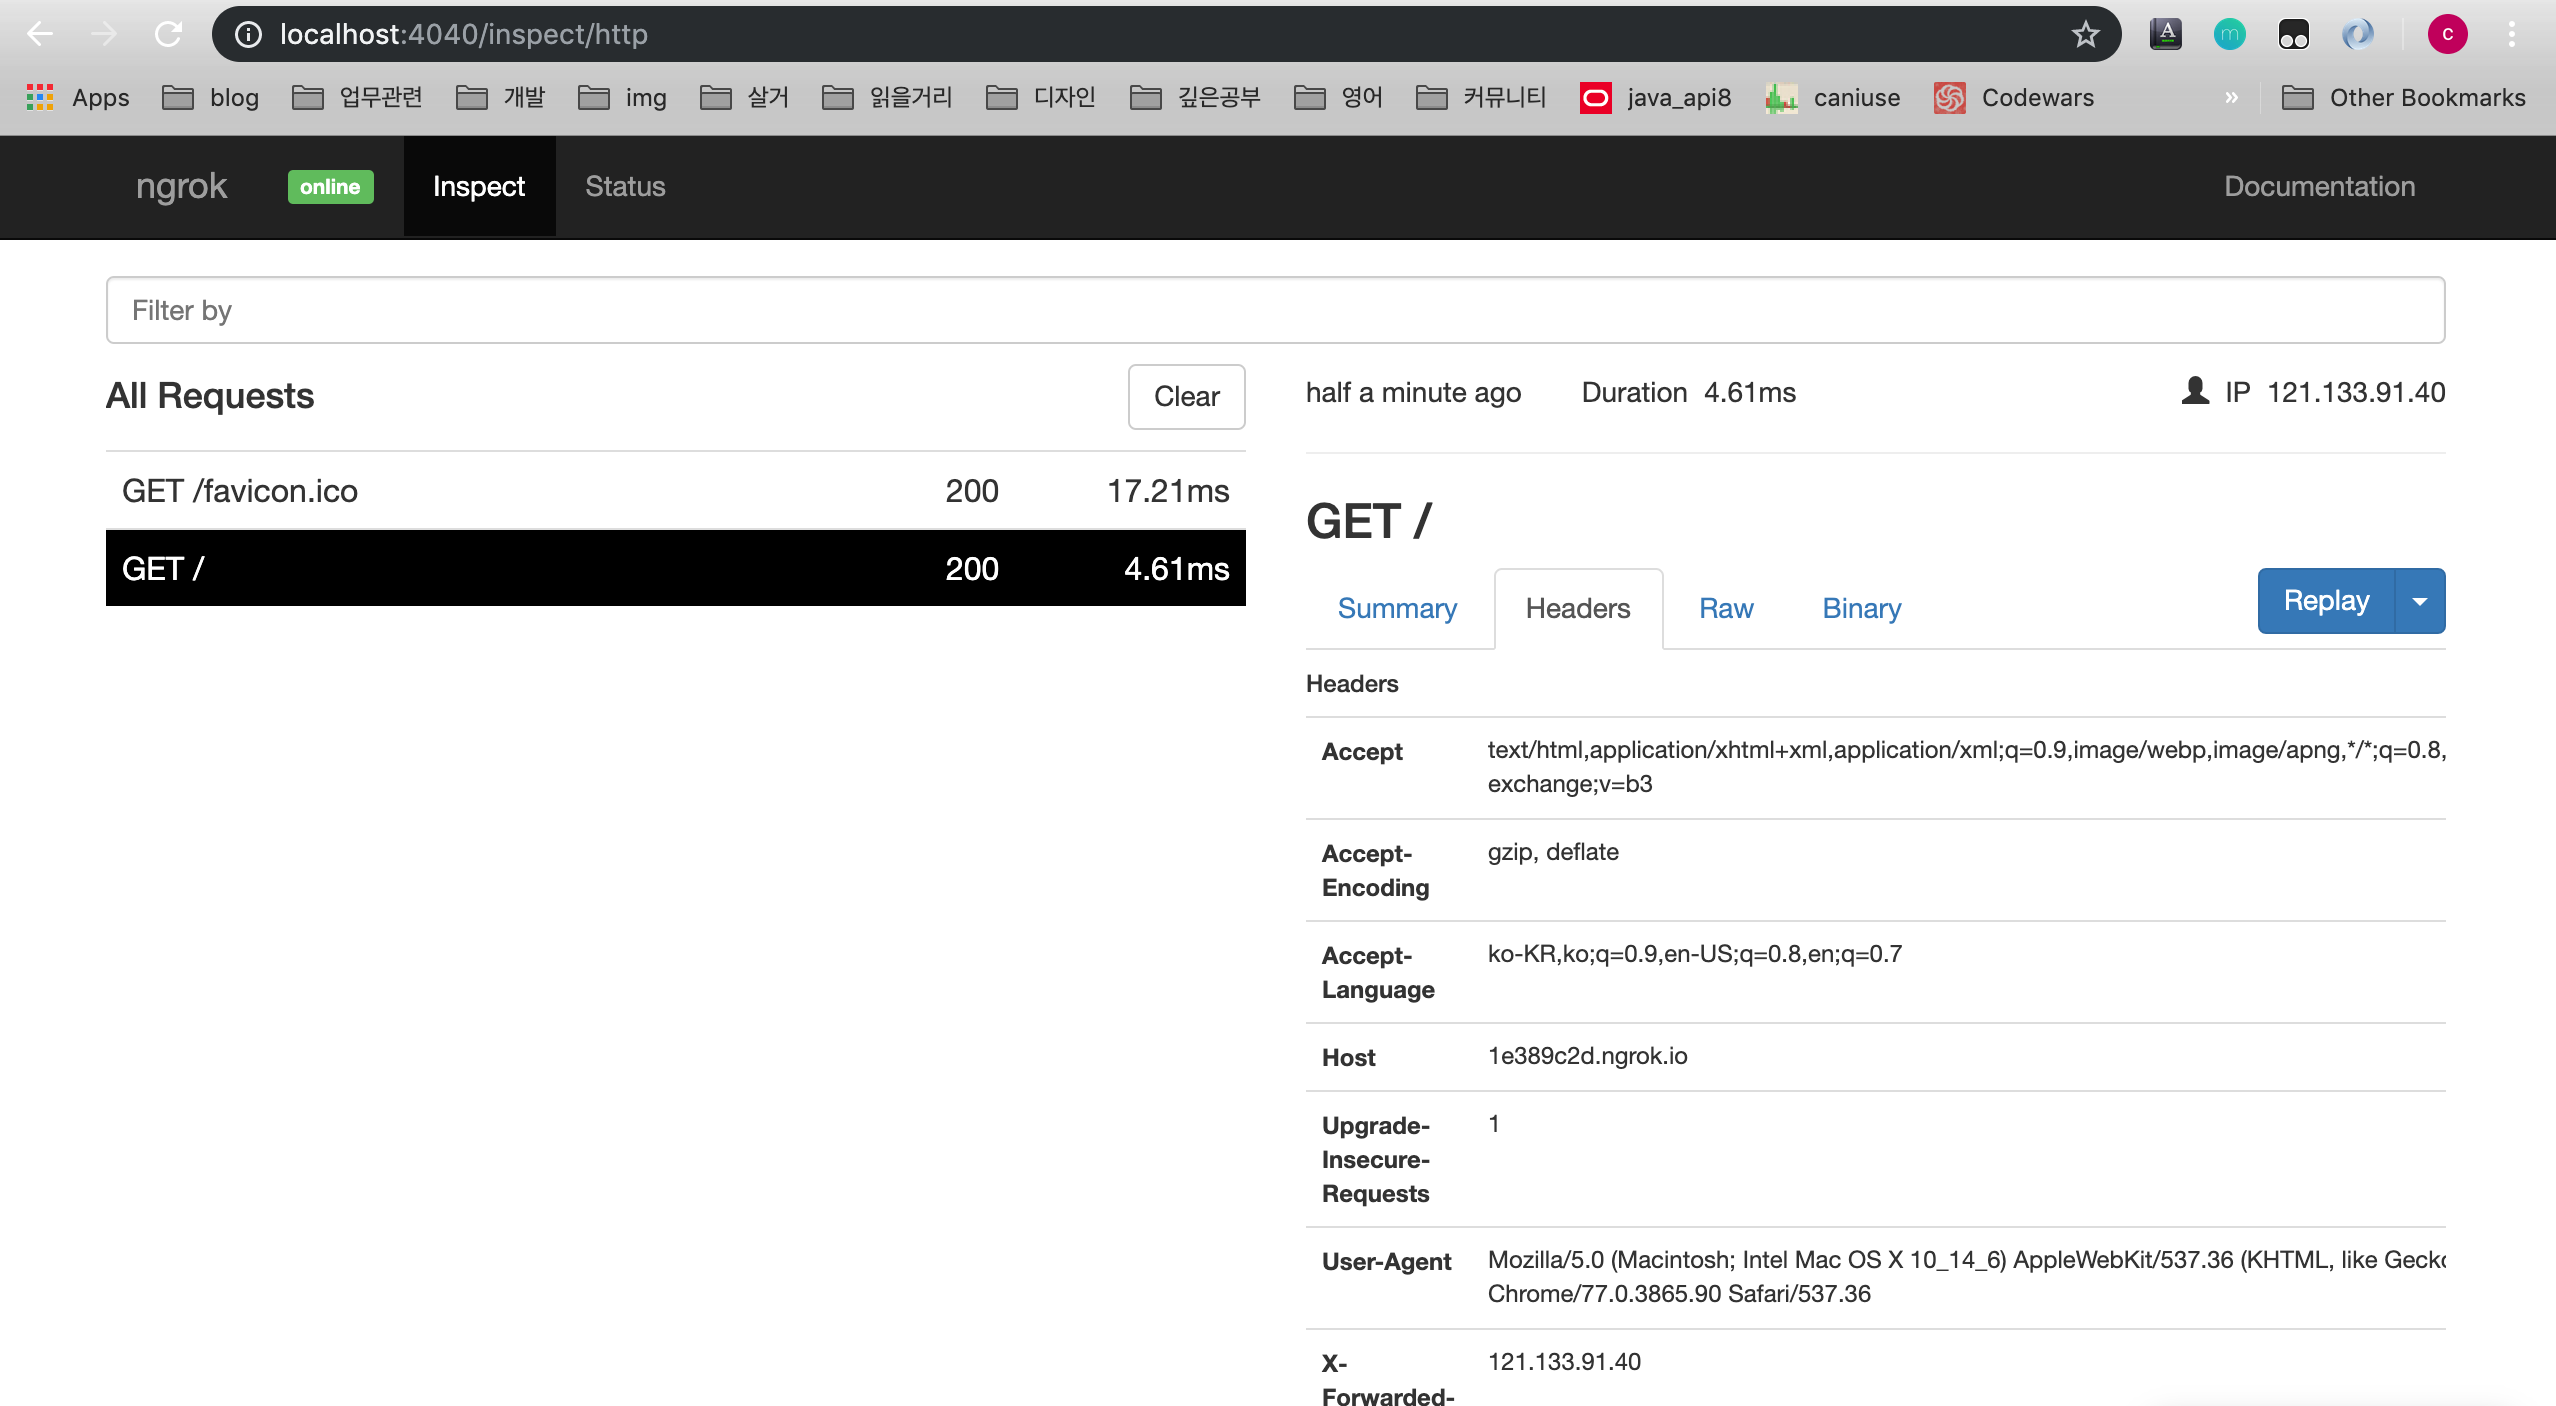 localhost:4040/inspect/http
Apps blog 업무관련 개발 img 살거 읽을거리 디자인 깊은공부 영어 커뮤니티 java_api8 caniuse Codewars » Other Bookmarks
ngrok online Inspect Status Documentation
Filter by
All Requests Clear
GET /favicon.ico 200 17.21ms
GET / 200 4.61ms
half a minute ago Duration 4.61ms IP 121.133.91.40
GET /
Summary Headers Raw Binary Replay
Headers
Accept text/html,application/xhtml+xml,application/xml;q=0.9,image/webp,image/apng,*/*;q=0.8,
exchange;v=b3
Accept- gzip, deflate
Encoding
Accept- ko-KR,ko;q=0.9,en-US;q=0.8,en;q=0.7
Language
Host 1e389c2d.ngrok.io
Upgrade- 1
Insecure-
Requests
User-Agent Mozilla/5.0 (Macintosh; Intel Mac OS X 10_14_6) AppleWebKit/537.36 (KHTML, like Geck
Chrome/77.0.3865.90 Safari/537.36
X- 121.133.91.40
Forwarded-